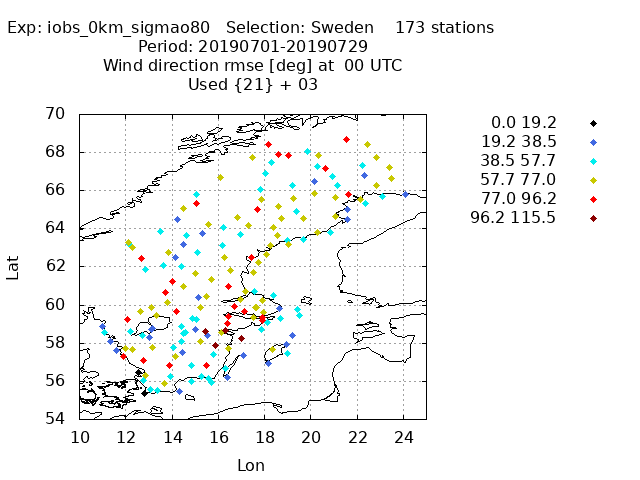 Exp: iobs_0km_sigmao80 Selection: Sweden 173 stations
Period: 20190701-20190729
Wind direction rmse [deg] at 00 UTC
Used {21} + 03
70
68
66
64
62
60
58
56
54
Lat
10 12 14 16 18 20 22 24
Lon
0.0 19.2
19.2 38.5
38.5 57.7
57.7 77.0
77.0 96.2
96.2 115.5